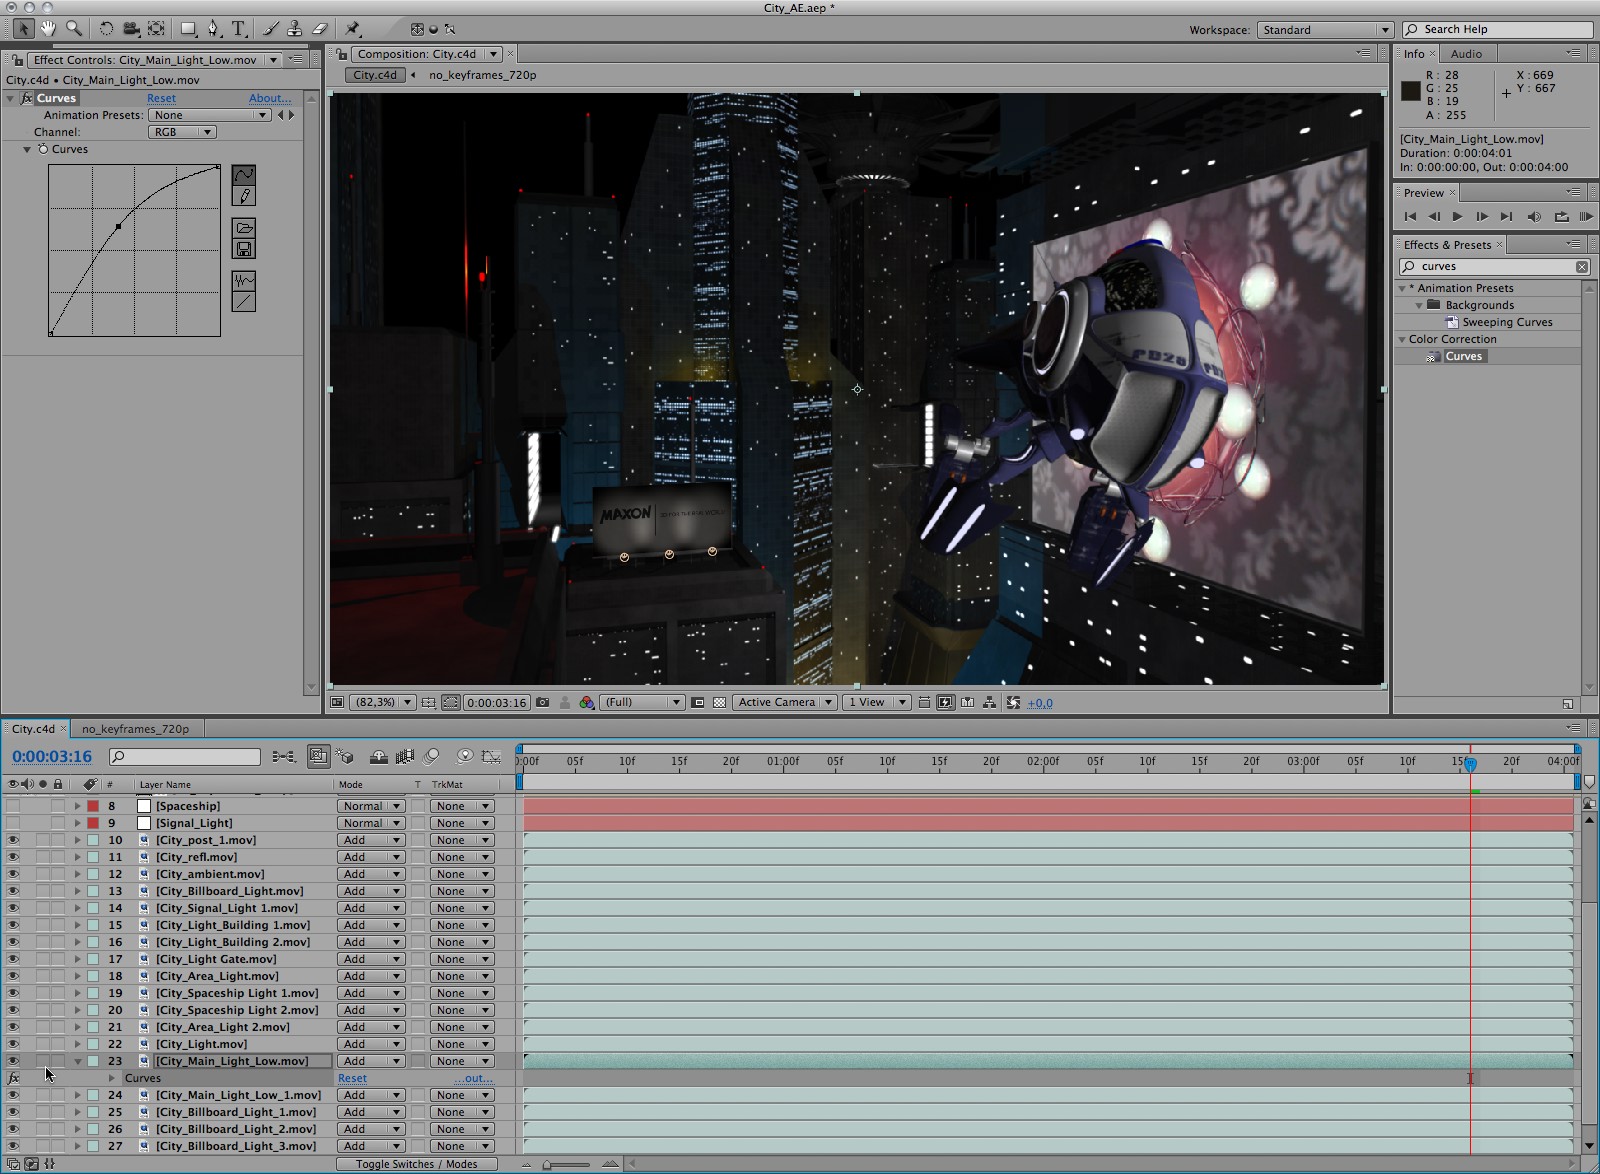 City_AE.aep *
T
Workspace: Standard
Search Help
Effect Controls: City_Main_Light_Low.mov
City.c4d • City_Main_Light_Low.mov
fx Curves Reset About...
Animation Presets: None
Channel: RGB
Curves
Composition: City.c4d
City.c4d no_keyframes_720p
MAXON
PD28
(82,3%) 0:00:03:16 (Full) Active Camera 1 View +0,0
Info Audio
R : 28 X : 669
G : 25 Y : 667
B : 19
A : 255
[City_Main_Light_Low.mov]
Duration: 0:00:04:01
In: 0:00:00:00, Out: 0:00:04:00
Preview
Effects & Presets
curves
* Animation Presets
Backgrounds
Sweeping Curves
Color Correction
Curves
City.c4d no_keyframes_720p
0:00:03:16
0:00f 05f 10f 15f 20f 01:00f 05f 10f 15f 20f 02:00f 05f 10f 15f 20f 03:00f 05f 10f 15f 20f 04:00f
# Layer Name Mode T TrkMat
8 [Spaceship] Normal None
9 [Signal_Light] Normal None
10 [City_post_1.mov] Add None
11 [City_refl.mov] Add None
12 [City_ambient.mov] Add None
13 [City_Billboard_Light.mov] Add None
14 [City_Signal_Light 1.mov] Add None
15 [City_Light_Building 1.mov] Add None
16 [City_Light_Building 2.mov] Add None
17 [City_Light Gate.mov] Add None
18 [City_Area_Light.mov] Add None
19 [City_Spaceship Light 1.mov] Add None
20 [City_Spaceship Light 2.mov] Add None
21 [City_Area_Light 2.mov] Add None
22 [City_Light.mov] Add None
23 [City_Main_Light_Low.mov] Add None
fx Curves Reset ...out...
24 [City_Main_Light_Low_1.mov] Add None
25 [City_Billboard_Light_1.mov] Add None
26 [City_Billboard_Light_2.mov] Add None
27 [City_Billboard_Light_3.mov] Add None
Toggle Switches / Modes